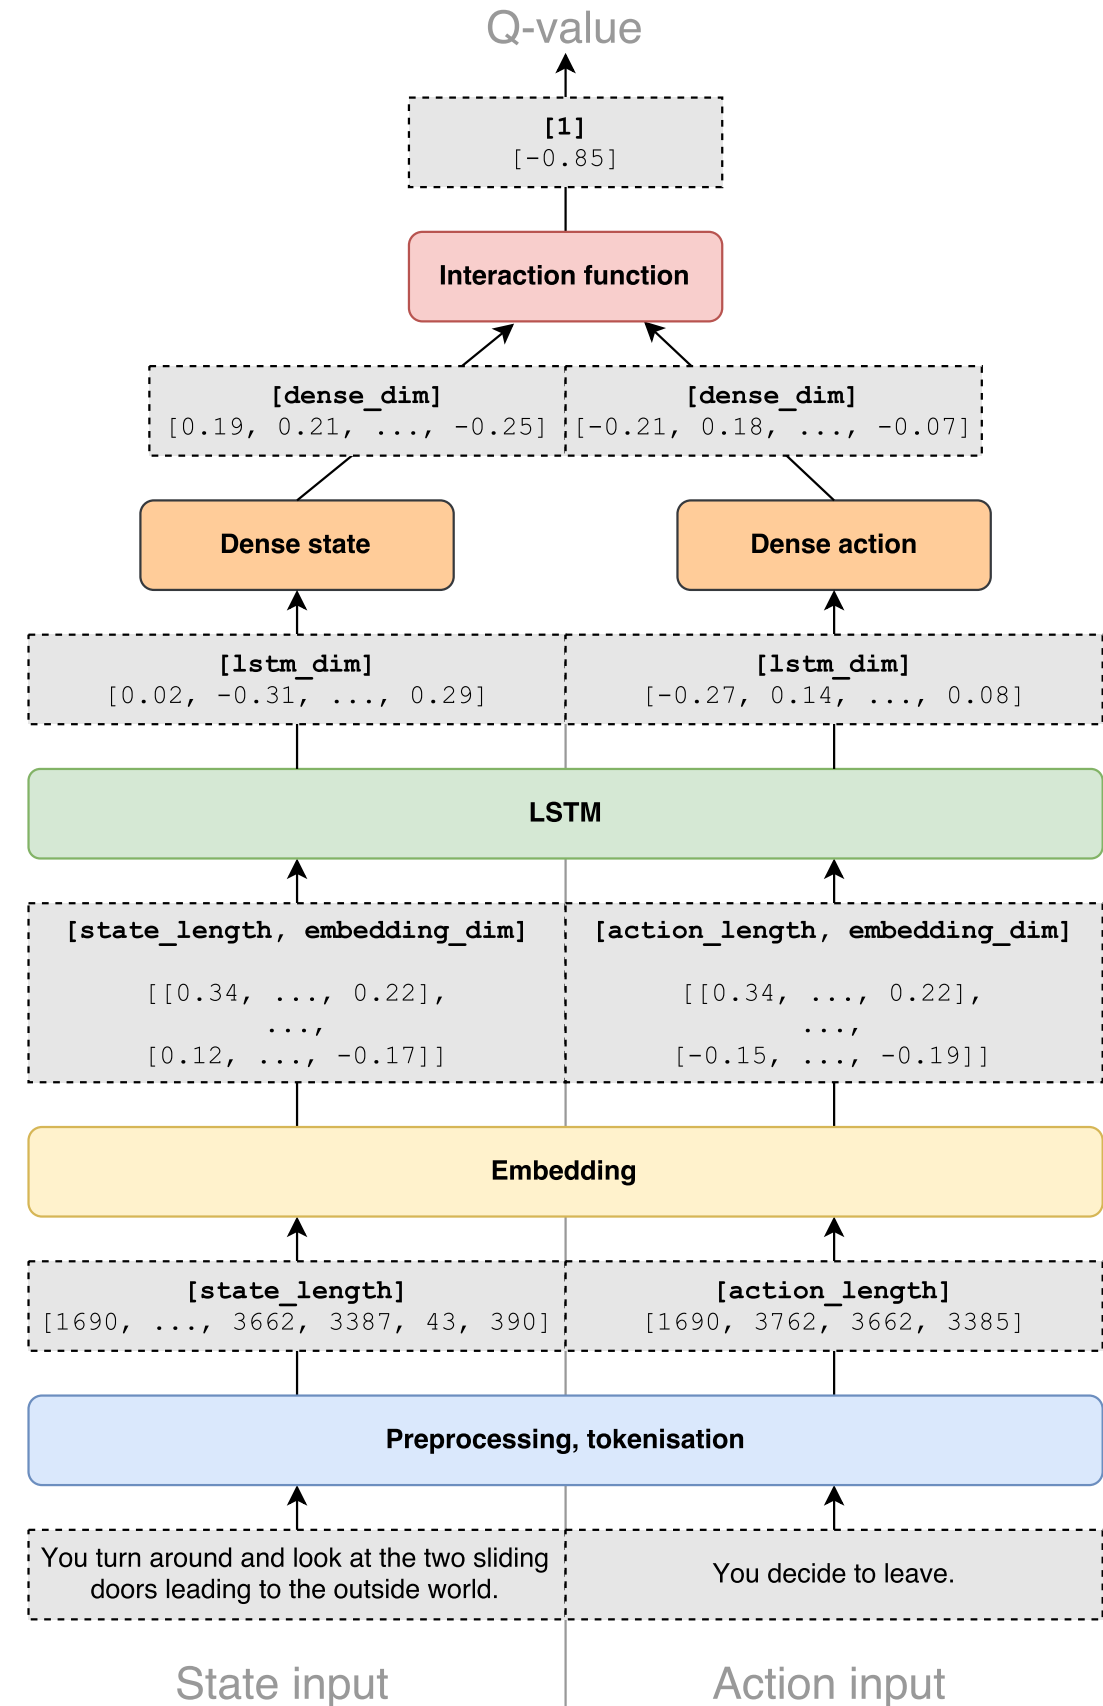 Q-value
[1]
[-0.85]
Interaction function
[dense_dim]
[0.19, 0.21, ..., -0.25]
[dense_dim]
[-0.21, 0.18, ..., -0.07]
Dense state
Dense action
[lstm_dim]
[0.02, -0.31, ..., 0.29]
[lstm_dim]
[-0.27, 0.14, ..., 0.08]
LSTM
[state_length, embedding_dim]
[[0.34, ..., 0.22],
...,
[0.12, ..., -0.17]]
[action_length, embedding_dim]
[[0.34, ..., 0.22],
...,
[-0.15, ..., -0.19]]
Embedding
[state_length]
[1690, ..., 3662, 3387, 43, 390]
[action_length]
[1690, 3762, 3662, 3385]
Preprocessing, tokenisation
You turn around and look at the two sliding
doors leading to the outside world.
You decide to leave.
State input
Action input